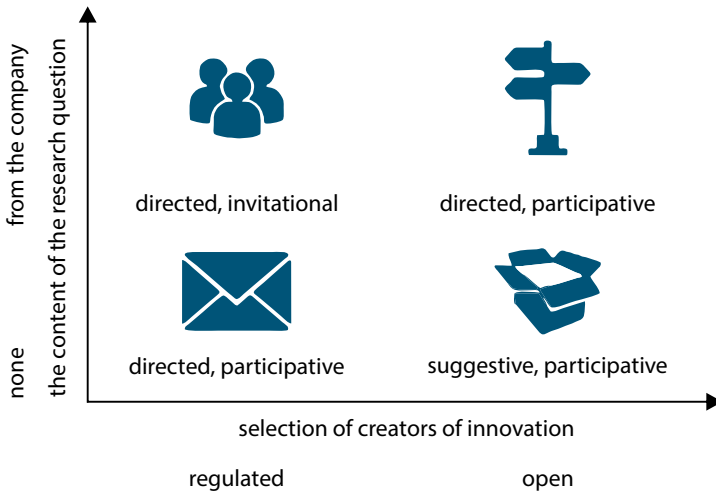 from the company
none
the content of the research question
directed, invitational
directed, participative
directed, participative
suggestive, participative
selection of creators of innovation
regulated
open